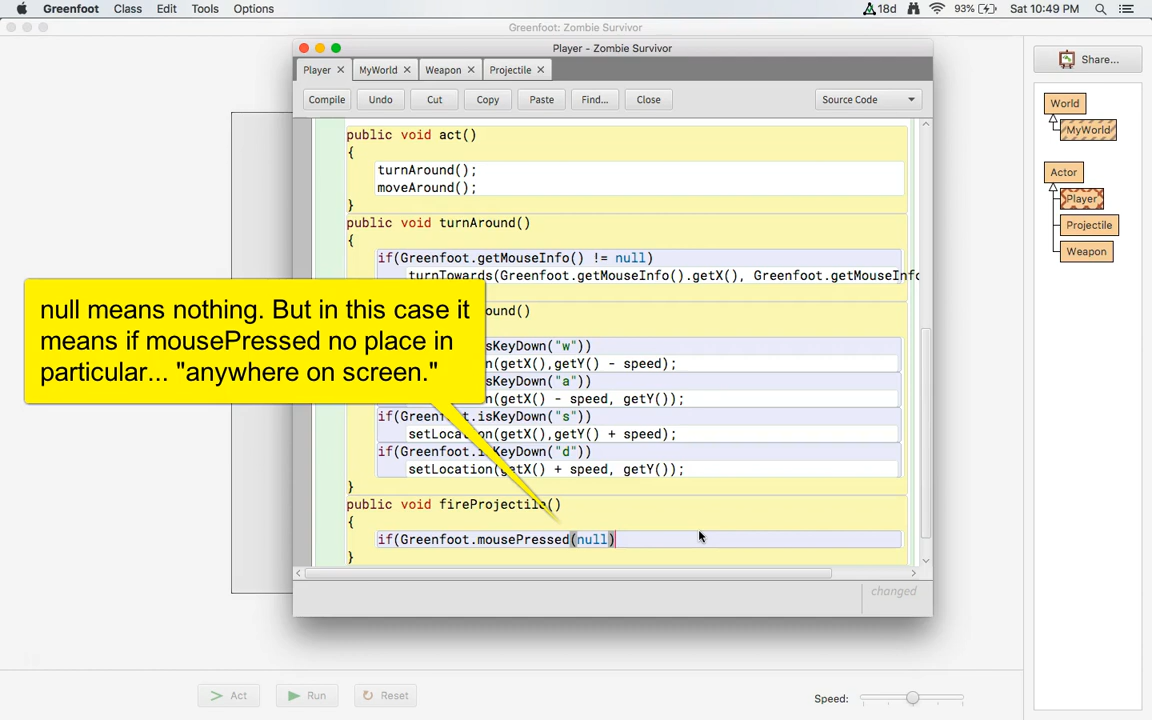 Greenfoot Class Edit Tools Options 18d 93% Sat 10:49 PM
Greenfoot: Zombie Survivor
Player - Zombie Survivor
Player MyWorld Weapon Projectile
Compile Undo Cut Copy Paste Find... Close Source Code
Share...
World
MyWorld
Actor
Player
Projectile
Weapon
public void act()
{
turnAround();
moveAround();
}
public void turnAround()
{
if(Greenfoot.getMouseInfo() != null)
turnTowards(Greenfoot.getMouseInfo().getX(), Greenfoot.getMouseInfo
null means nothing. But in this case it
means if mousePressed no place in
particular... "anywhere on screen."
ound()
sKeyDown("w"))
n(getX(),getY() - speed);
sKeyDown("a"))
n(getX() - speed, getY());
if(Greenfoot.isKeyDown("s"))
setLocation(getX(),getY() + speed);
if(Greenfoot.isKeyDown("d"))
setLocation(getX() + speed, getY());
}
public void fireProjectile()
{
if(Greenfoot.mousePressed(null)
}
changed
Act Run Reset Speed: